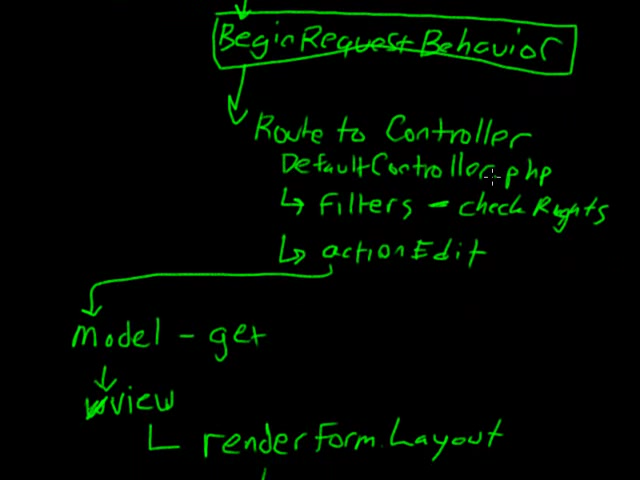 BeginRequestBehavior
Route to Controller
DefaultController.php
Filters - checkRights
actionEdit
Model - get
view
renderForm.Layout